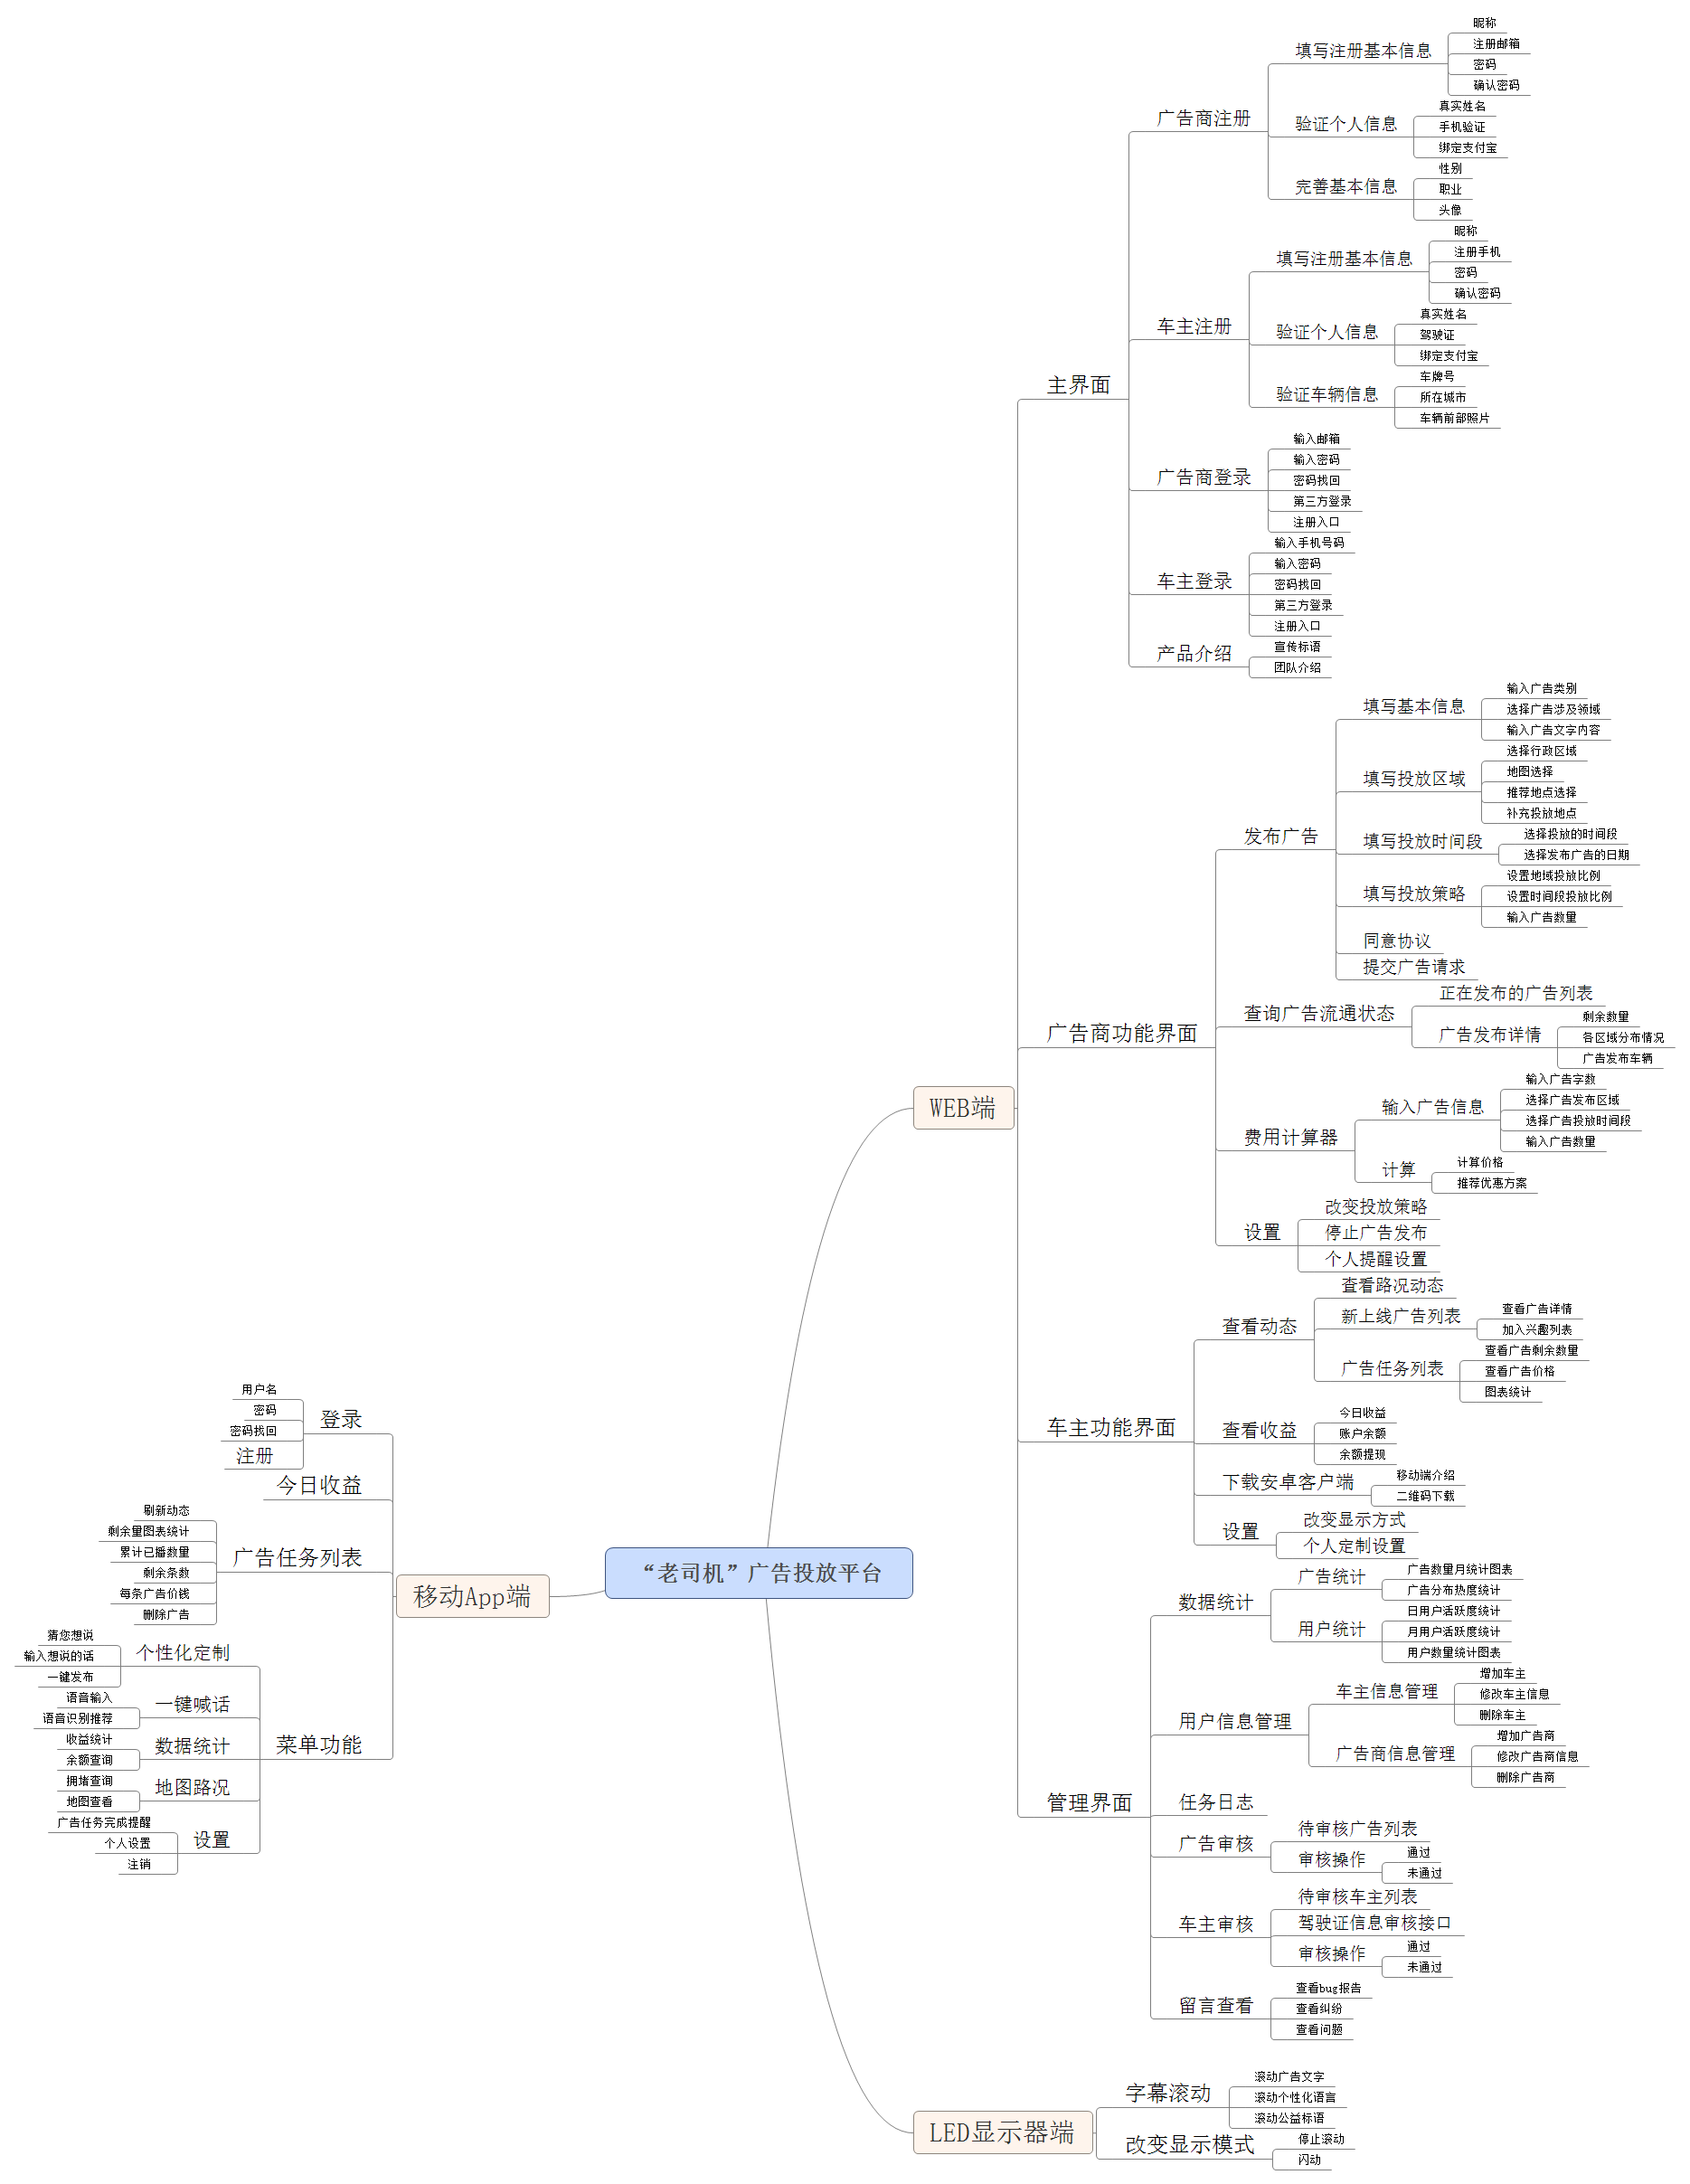 “老司机”广告投放平台
WEB端
主界面
广告商注册
填写注册基本信息
昵称
注册邮箱
密码
确认密码
验证个人信息
真实姓名
手机验证
绑定支付宝
完善基本信息
性别
职业
头像
车主注册
填写注册基本信息
昵称
注册手机
密码
确认密码
验证个人信息
真实姓名
驾驶证
绑定支付宝
验证车辆信息
车牌号
所在城市
车辆前部照片
广告商登录
输入邮箱
输入密码
密码找回
第三方登录
注册入口
车主登录
输入手机号码
输入密码
密码找回
第三方登录
注册入口
产品介绍
宣传标语
团队介绍
广告商功能界面
发布广告
填写基本信息
输入广告类别
选择广告涉及领域
输入广告文字内容
填写投放区域
选择行政区域
地图选择
推荐地点选择
补充投放地点
填写投放时间段
选择投放的时间段
选择发布广告的日期
填写投放策略
设置地域投放比例
设置时间段投放比例
输入广告数量
同意协议
提交广告请求
查询广告流通状态
正在发布的广告列表
广告发布详情
剩余数量
各区域分布情况
广告发布车辆
费用计算器
输入广告信息
输入广告字数
选择广告发布区域
选择广告投放时间段
输入广告数量
计算
计算价格
推荐优惠方案
设置
改变投放策略
停止广告发布
个人提醒设置
车主功能界面
查看动态
查看路况动态
新上线广告列表
查看广告详情
加入兴趣列表
广告任务列表
查看广告剩余数量
查看广告价格
图表统计
查看收益
今日收益
账户余额
余额提现
下载安卓客户端
移动端介绍
二维码下载
设置
改变显示方式
个人定制设置
管理界面
数据统计
广告统计
广告数量月统计图表
广告分布热度统计
用户统计
日用户活跃度统计
月用户活跃度统计
用户数量统计图表
用户信息管理
车主信息管理
增加车主
修改车主信息
删除车主
广告商信息管理
增加广告商
修改广告商信息
删除广告商
任务日志
广告审核
待审核广告列表
审核操作
通过
未通过
车主审核
待审核车主列表
驾驶证信息审核接口
审核操作
通过
未通过
留言查看
查看bug报告
查看纠纷
查看问题
LED显示器端
字幕滚动
滚动广告文字
滚动个性化语言
滚动公益标语
改变显示模式
停止滚动
闪动
移动App端
登录
用户名
密码
密码找回
注册
今日收益
广告任务列表
刷新动态
剩余量图表统计
累计已播数量
剩余条数
每条广告价钱
删除广告
菜单功能
个性化定制
猜您想说
输入想说的话
一键发布
一键喊话
语音输入
语音识别推荐
数据统计
收益统计
余额查询
地图路况
拥堵查询
地图查看
设置
广告任务完成提醒
个人设置
注销